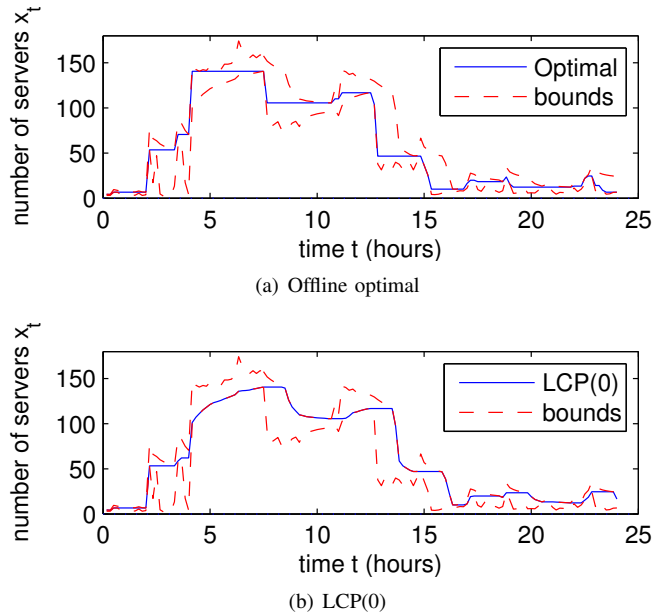 number of servers x_t
150
100
50
0
Optimal
bounds
0 5 10 15 20 25
time t (hours)
(a) Offline optimal
number of servers x_t
150
100
50
0
LCP(0)
bounds
0 5 10 15 20 25
time t (hours)
(b) LCP(0)